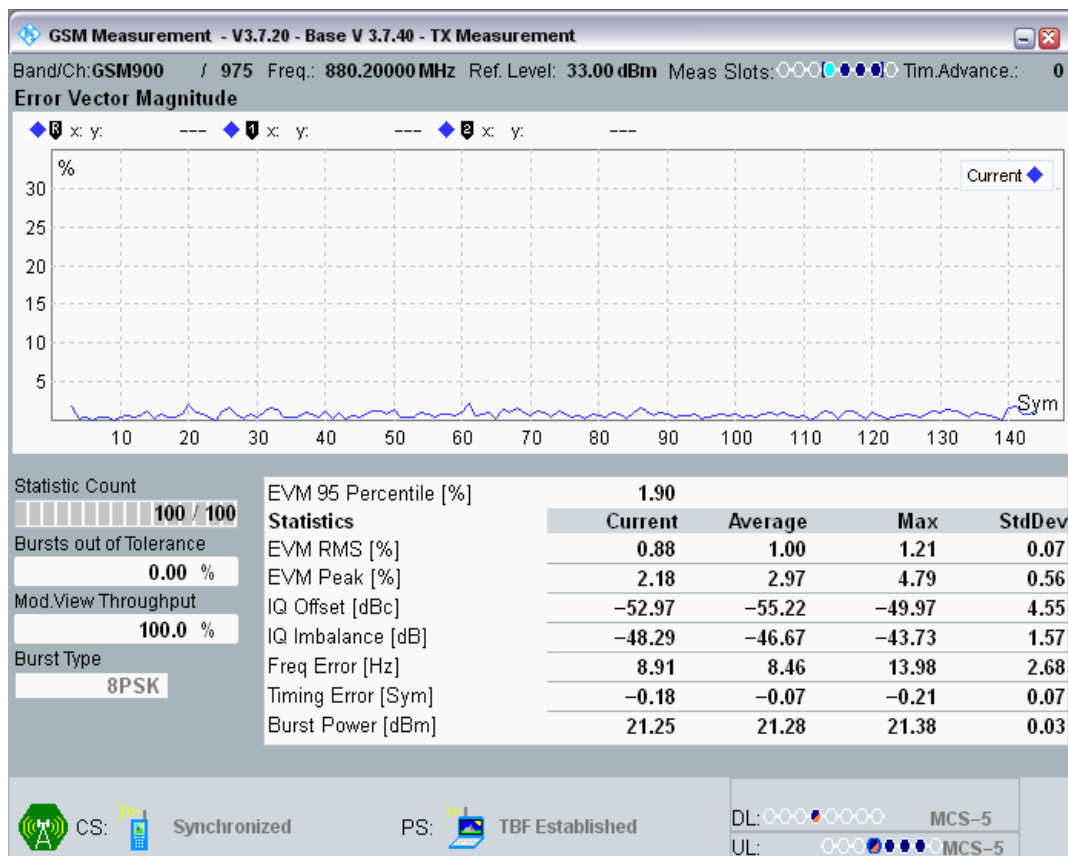 GSM Measurement - V3.7.20 - Base V 3.7.40 - TX Measurement
Band/Ch:GSM900 / 975 Freq.: 880.20000 MHz Ref. Level: 33.00 dBm Meas Slots: Tim.Advance.: 0
Error Vector Magnitude
R x: y: --- 1 x: y: --- 2 x: y: ---
%
Current
30
25
20
15
10
5
Sym
10 20 30 40 50 60 70 80 90 100 110 120 130 140
Statistic Count
100 / 100
Bursts out of Tolerance
0.00 %
Mod.View Throughput
100.0 %
Burst Type
8PSK
EVM 95 Percentile [%] 1.90
Statistics Current Average Max StdDev
EVM RMS [%] 0.88 1.00 1.21 0.07
EVM Peak [%] 2.18 2.97 4.79 0.56
IQ Offset [dBc] −52.97 −55.22 −49.97 4.55
IQ Imbalance [dB] −48.29 −46.67 −43.73 1.57
Freq Error [Hz] 8.91 8.46 13.98 2.68
Timing Error [Sym] −0.18 −0.07 −0.21 0.07
Burst Power [dBm] 21.25 21.28 21.38 0.03
CS: Synchronized PS: TBF Established
DL: MCS−5
UL: MCS−5